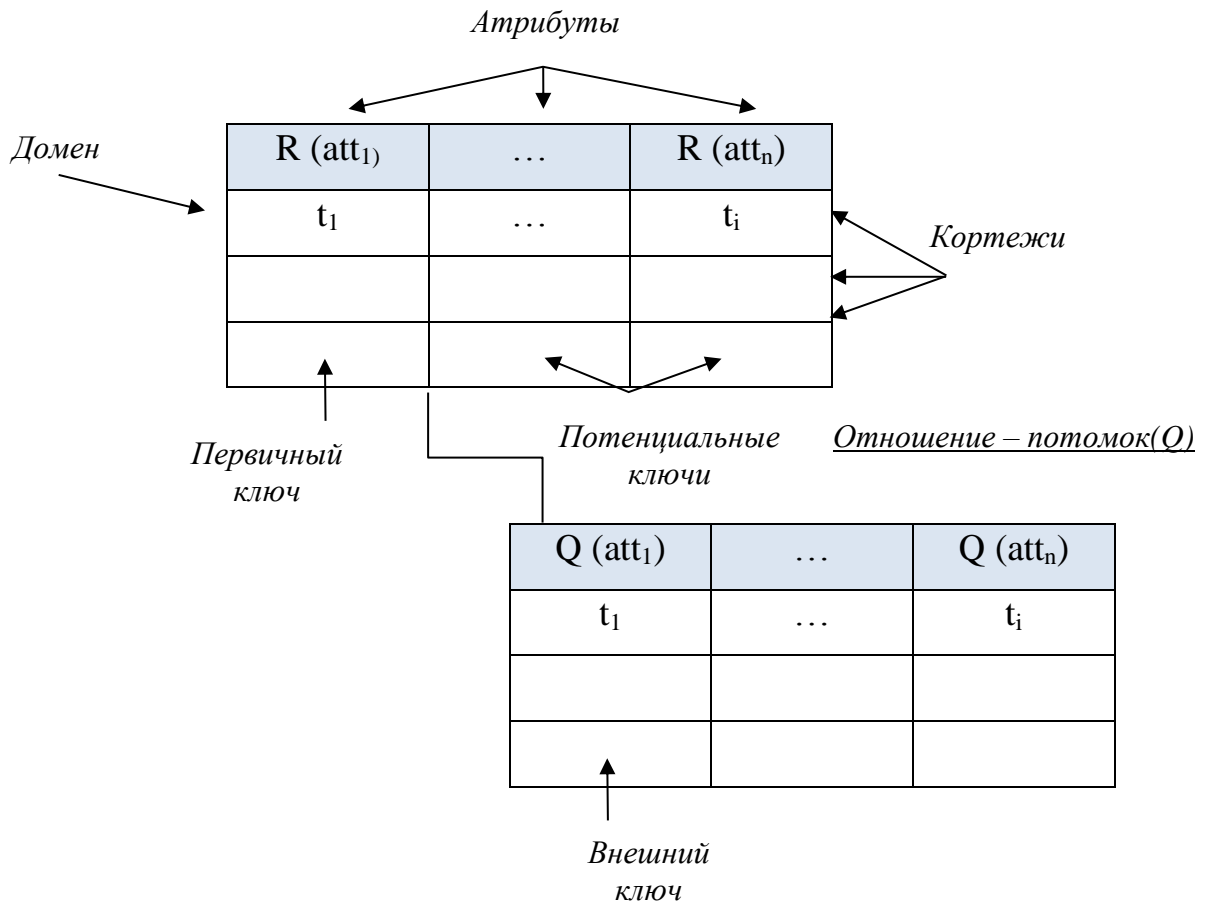 Атрибуты
Домен
R (att₁₎ … R (attₙ)
t₁ … tᵢ
Кортежи
Первичный
ключ
Потенциальные
ключи
Отношение – потомок(Q)
Q (att₁) … Q (attₙ)
t₁ … tᵢ
Внешний
ключ